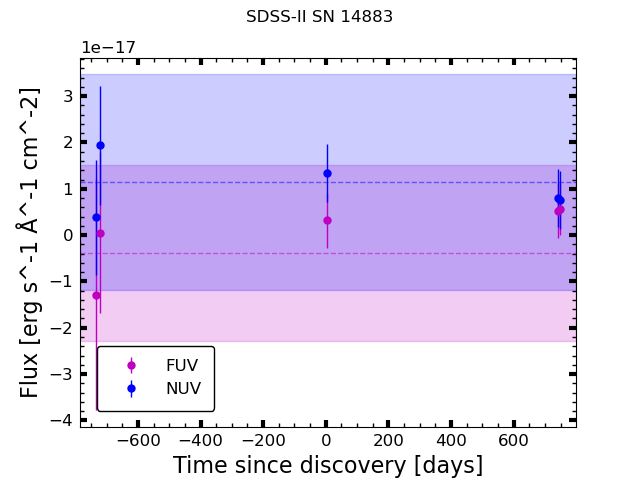 SDSS-II SN 14883
1e−17
Flux [erg s^-1 Å^-1 cm^-2]
3
2
1
0
−1
−2
−3
−4
FUV
NUV
−600 −400 −200 0 200 400 600
Time since discovery [days]